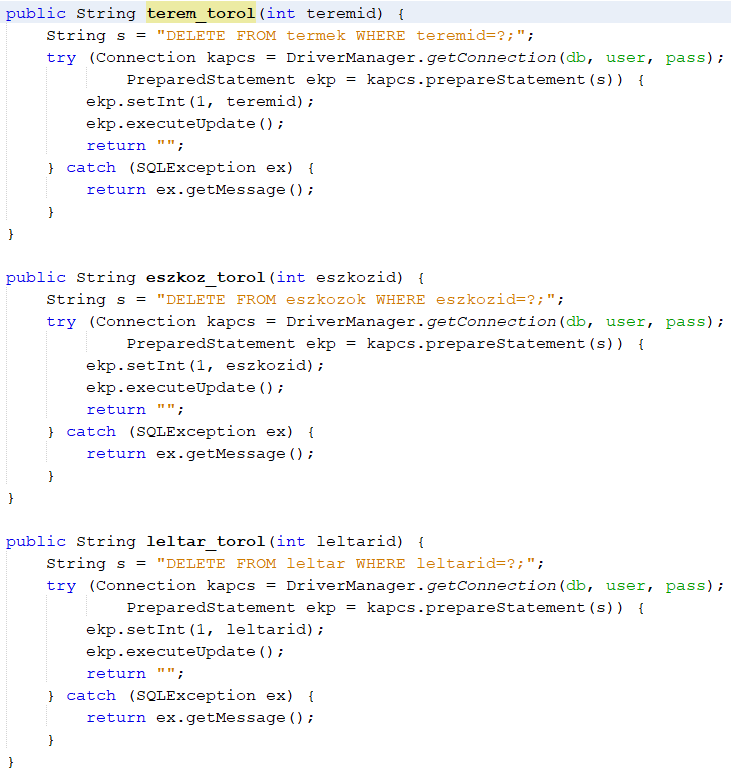 public String terem_torol(int teremid) {
    String s = "DELETE FROM termek WHERE teremid=?;";
    try (Connection kapcs = DriverManager.getConnection(db, user, pass);
            PreparedStatement ekp = kapcs.prepareStatement(s)) {
        ekp.setInt(1, teremid);
        ekp.executeUpdate();
        return "";
    } catch (SQLException ex) {
        return ex.getMessage();
    }
}

public String eszkoz_torol(int eszkozid) {
    String s = "DELETE FROM eszkozok WHERE eszkozid=?;";
    try (Connection kapcs = DriverManager.getConnection(db, user, pass);
            PreparedStatement ekp = kapcs.prepareStatement(s)) {
        ekp.setInt(1, eszkozid);
        ekp.executeUpdate();
        return "";
    } catch (SQLException ex) {
        return ex.getMessage();
    }
}

public String leltar_torol(int leltarid) {
    String s = "DELETE FROM leltar WHERE leltarid=?;";
    try (Connection kapcs = DriverManager.getConnection(db, user, pass);
            PreparedStatement ekp = kapcs.prepareStatement(s)) {
        ekp.setInt(1, leltarid);
        ekp.executeUpdate();
        return "";
    } catch (SQLException ex) {
        return ex.getMessage();
    }
}